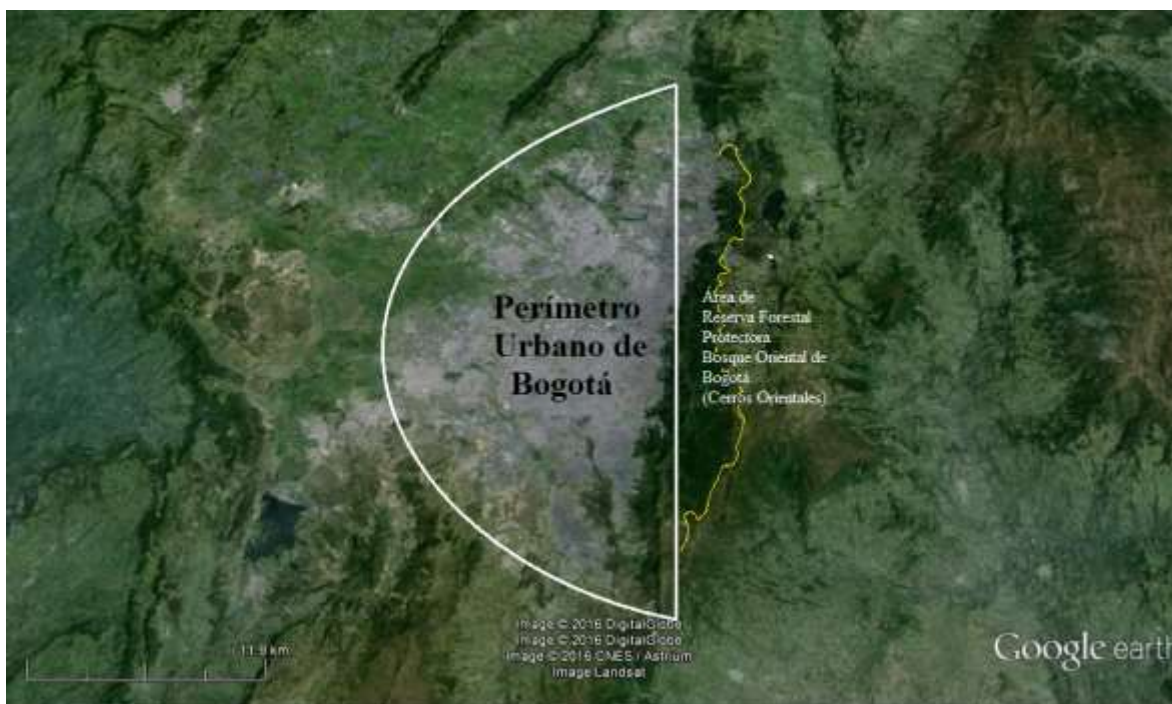 Perímetro
Urbano de
Bogotá
Área de
Reserva Forestal
Protectora
Bosque Oriental de
Bogotá
(Cerros Orientales)
Image © 2016 DigitalGlobe
Image © 2016 DigitalGlobe
Image © 2016 CNES / Astrium
Image Landsat
11.9 km
Google earth